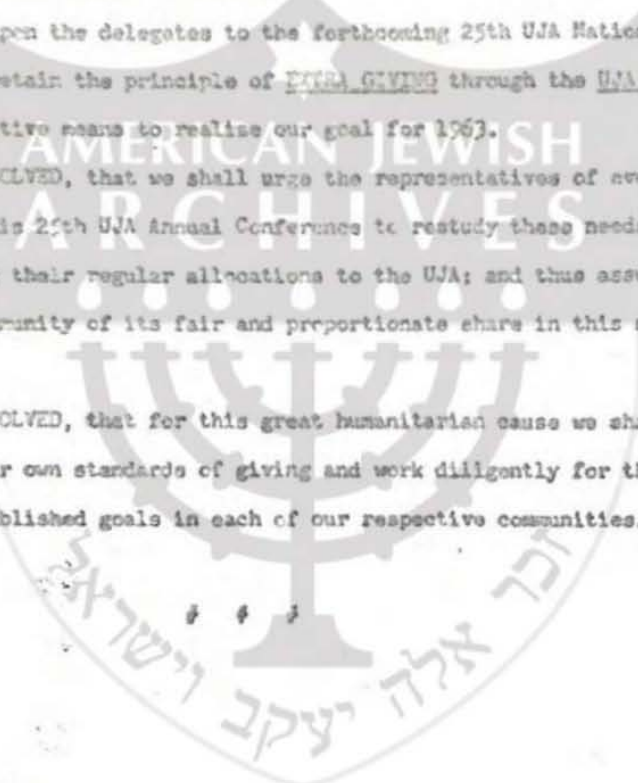 pon the delegates to the forthcoming 25th UJA Natio
etain the principle of EXTRA GIVING through the UJA
tive means to realize our goal for 1963.
AMERICAN JEWISH
OLVED, that we shall urge the representatives of
is 25th UJA Annual Conference to restudy these need
ARCHIVES
their regular allocations to the UJA; and thus ass
munity of its fair and proportionate share in this
OLVED, that for this great humanitarian cause we sh
r own standards of giving and work diligently for th
blished goals in each of our respective communities.
# # #
זכר אלה יעקב וישראל